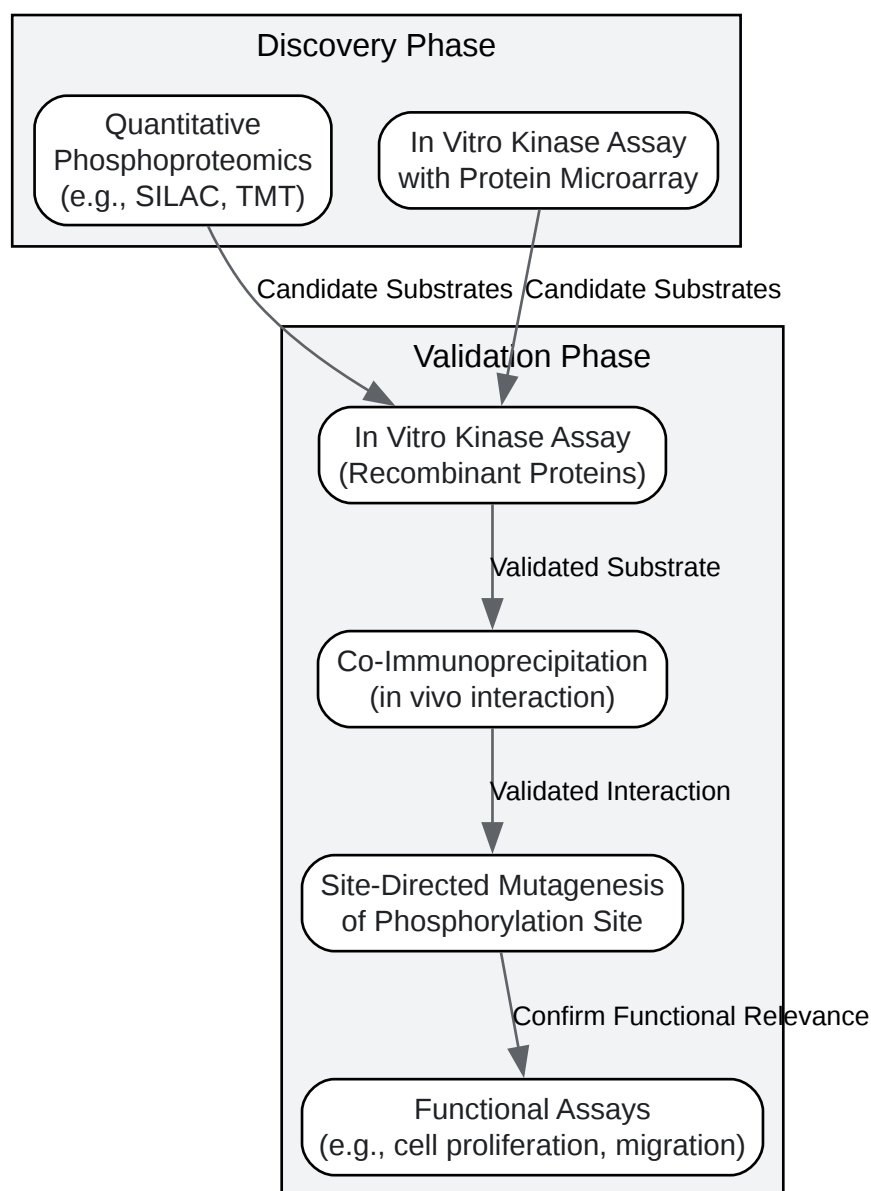 Discovery Phase
Quantitative
Phosphoproteomics
(e.g., SILAC, TMT)
In Vitro Kinase Assay
with Protein Microarray
Candidate Substrates
Candidate Substrates
Validation Phase
In Vitro Kinase Assay
(Recombinant Proteins)
Validated Substrate
Co-Immunoprecipitation
(in vivo interaction)
Validated Interaction
Site-Directed Mutagenesis
of Phosphorylation Site
Confirm Functional Relevance
Functional Assays
(e.g., cell proliferation, migration)